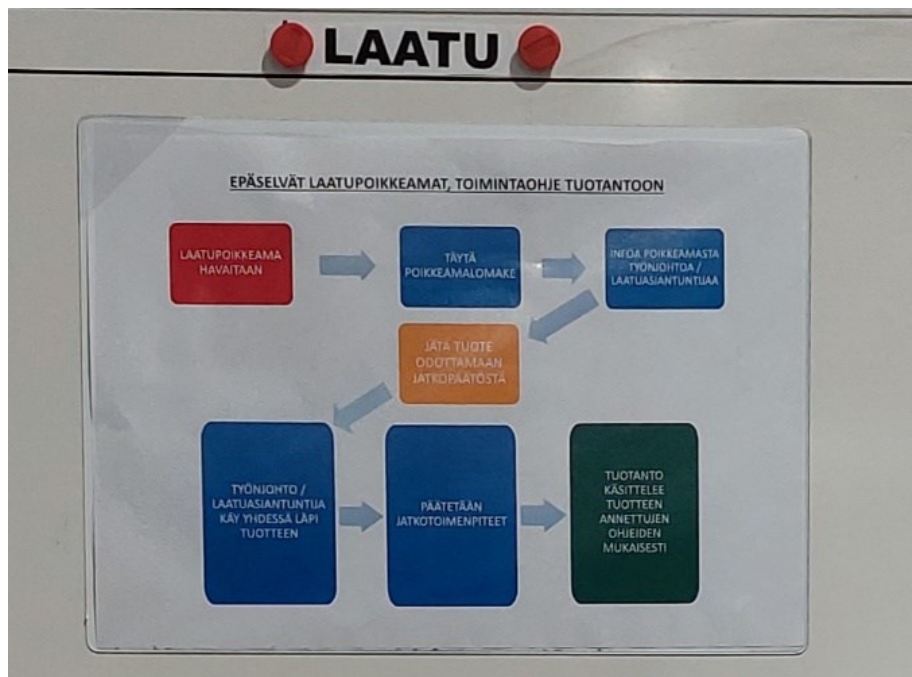 LAATU
EPÄSELVÄT LAATUPOIKKEAMAT, TOIMINTAOHJE TUOTANTOON
LAATUPOIKKEAMA
HAVAITAAN
TÄYTÄ
POIKKEAMALOMAKE
INFOA POIKKEAMASTA
TYÖNJOHTOA /
LAATUASIANTUNTIJAA
JÄTÄ TUOTE
ODOTTAMAAN
JATKOPÄÄTÖSTÄ
TYÖNJOHTO /
LAATUASIANTUNTIJA
KÄY YHDESSÄ LÄPI
TUOTTEEN
PÄÄTETÄÄN
JATKOTOIMENPITEET
TUOTANTO
KÄSITTELEE
TUOTTEEN
ANNETTUJEN
OHJEIDEN
MUKAISESTI